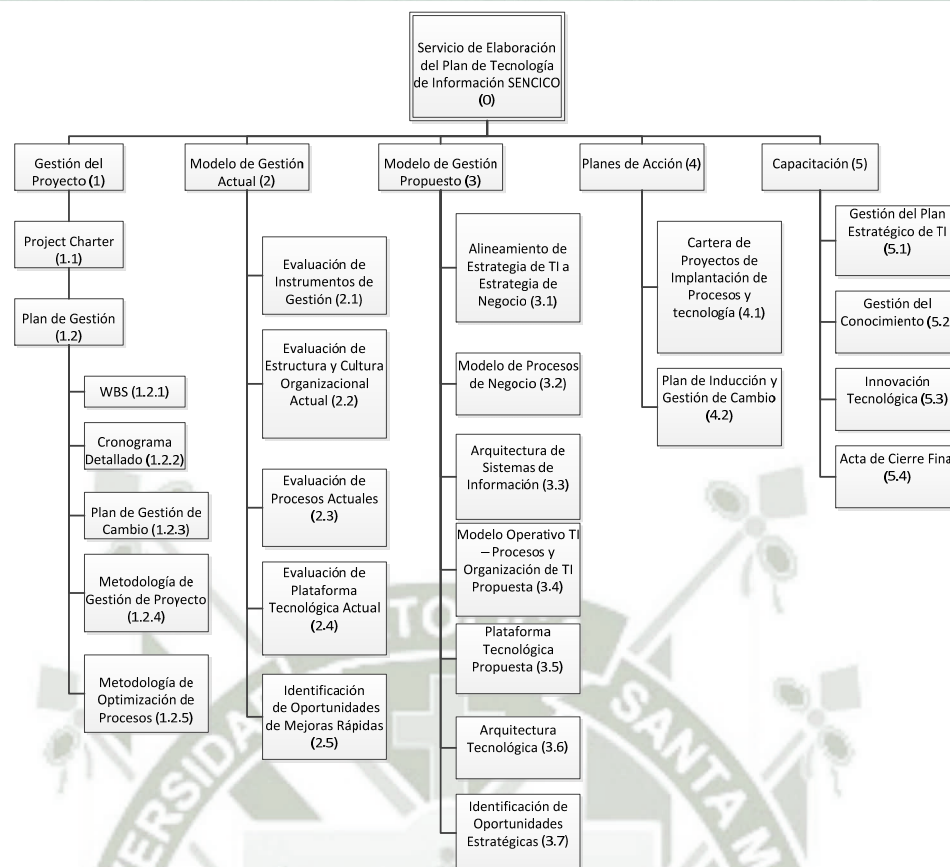 Servicio de Elaboración
del Plan de Tecnología
de Información SENCICO
(0)
Gestión del
Proyecto (1)
Modelo de Gestión
Actual (2)
Modelo de Gestión
Propuesto (3)
Planes de Acción (4)
Capacitación (5)
Project Charter
(1.1)
Plan de Gestión
(1.2)
WBS (1.2.1)
Cronograma
Detallado (1.2.2)
Plan de Gestión de
Cambio (1.2.3)
Metodología de
Gestión de Proyecto
(1.2.4)
Metodología de
Optimización de
Procesos (1.2.5)
Evaluación de
Instrumentos de
Gestión (2.1)
Evaluación de
Estructura y Cultura
Organizacional
Actual (2.2)
Evaluación de
Procesos Actuales
(2.3)
Evaluación de
Plataforma
Tecnológica Actual
(2.4)
Identificación
de Oportunidades
de Mejoras Rápidas
(2.5)
Alineamiento de
Estrategia de TI a
Estrategia de
Negocio (3.1)
Modelo de Procesos
de Negocio (3.2)
Arquitectura de
Sistemas de
Información (3.3)
Modelo Operativo TI
– Procesos y
Organización de TI
Propuesta (3.4)
Plataforma
Tecnológica
Propuesta (3.5)
Arquitectura
Tecnológica (3.6)
Identificación de
Oportunidades
Estratégicas (3.7)
Cartera de
Proyectos de
Implantación de
Procesos y
tecnología (4.1)
Plan de Inducción y
Gestión de Cambio
(4.2)
Gestión del Plan
Estratégico de TI
(5.1)
Gestión del
Conocimiento (5.2
Innovación
Tecnológica (5.3)
Acta de Cierre Fina
(5.4)
SANTA M